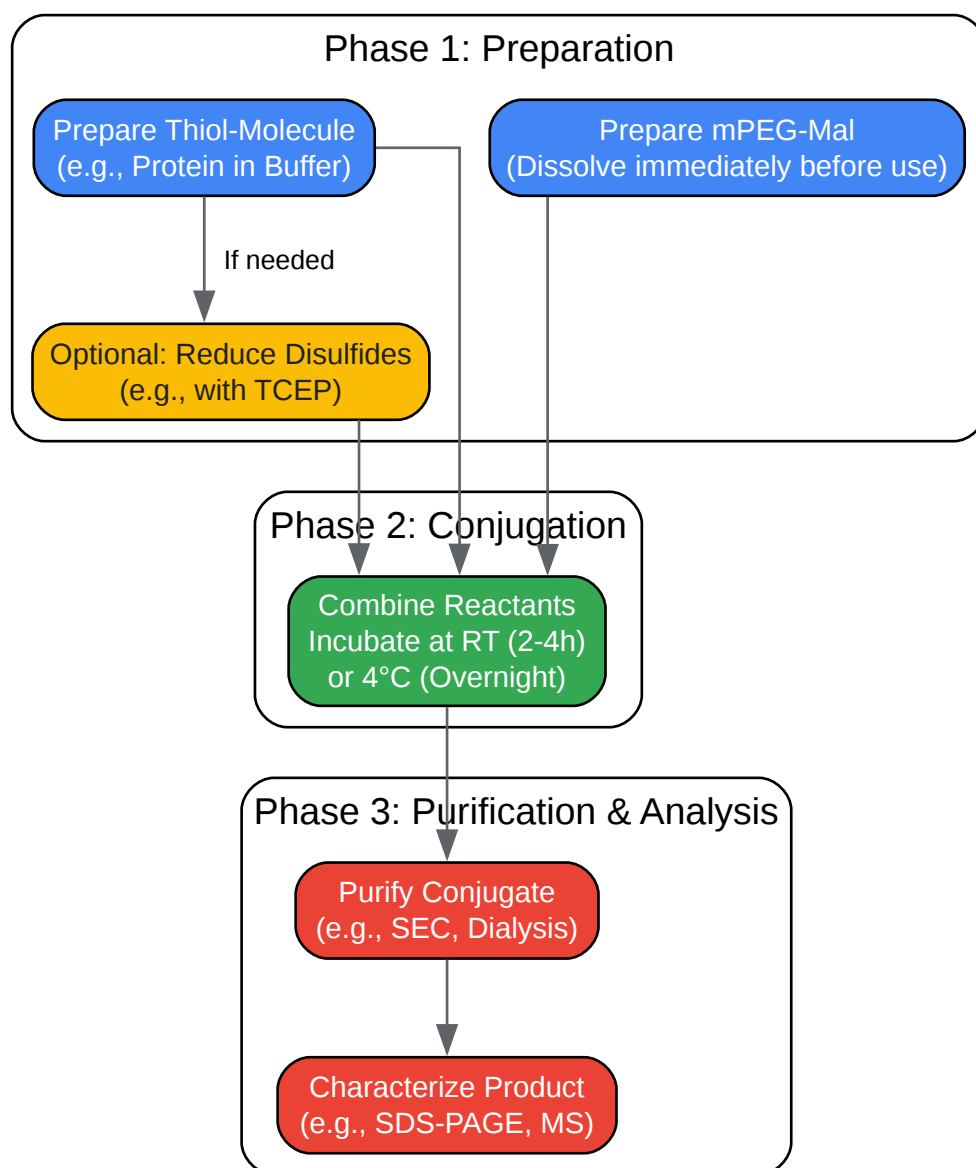 Phase 1: Preparation
Prepare Thiol-Molecule
(e.g., Protein in Buffer)
Prepare mPEG-Mal
(Dissolve immediately before use)
If needed
Optional: Reduce Disulfides
(e.g., with TCEP)
Phase 2: Conjugation
Combine Reactants
Incubate at RT (2-4h)
or 4°C (Overnight)
Phase 3: Purification & Analysis
Purify Conjugate
(e.g., SEC, Dialysis)
Characterize Product
(e.g., SDS-PAGE, MS)